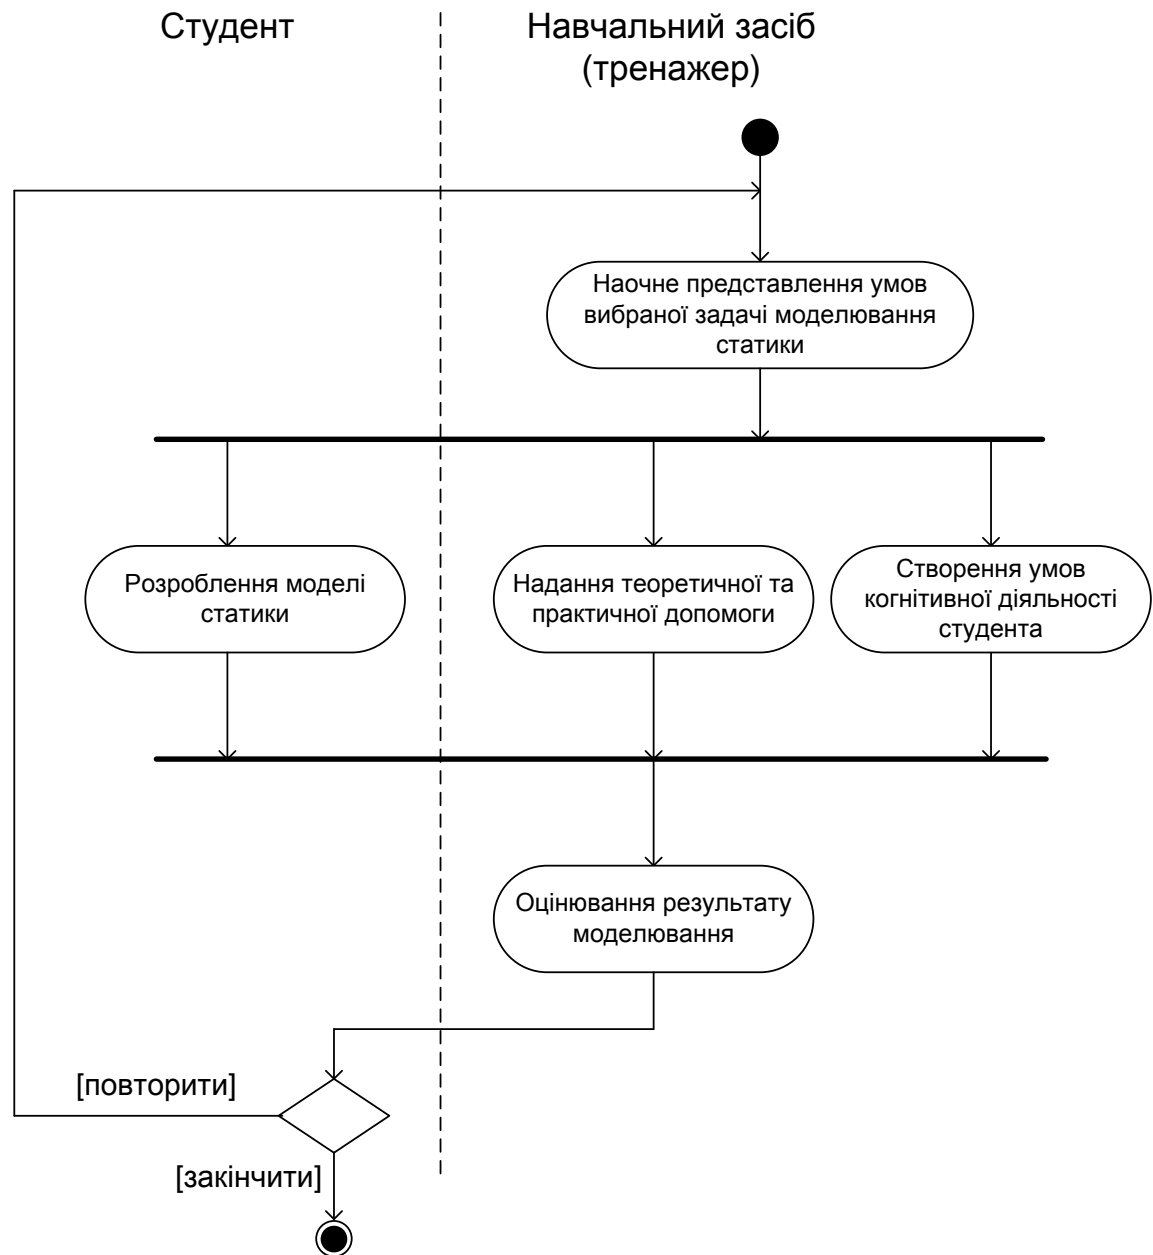 Студент
Навчальний засіб
(тренажер)
Наочне представлення умов
вибраної задачі моделювання
статики
Розроблення моделі
статики
Надання теоретичної та
практичної допомоги
Створення умов
когнітивної діяльності
студента
Оцінювання результату
моделювання
[повторити]
[закінчити]